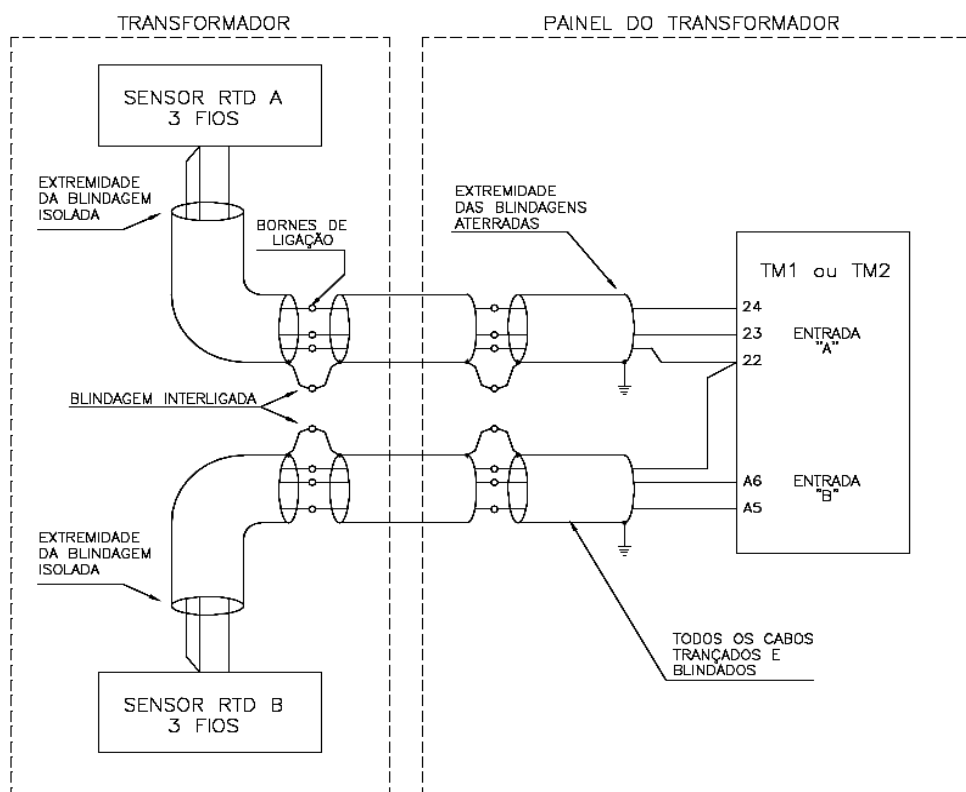 TRANSFORMADOR
PAINEL DO TRANSFORMADOR
SENSOR RTD A
3 FIOS
EXTREMIDADE
DA BLINDAGEM
ISOLADA
BORNES DE
LIGAÇÃO
EXTREMIDADE
DAS BLINDAGENS
ATERRADAS
TM1 ou TM2
24
23
22
ENTRADA
"A"
BLINDAGEM INTERLIGADA
A6
A5
ENTRADA
"B"
EXTREMIDADE
DA BLINDAGEM
ISOLADA
TODOS OS CABOS
TRANÇADOS E
BLINDADOS
SENSOR RTD B
3 FIOS